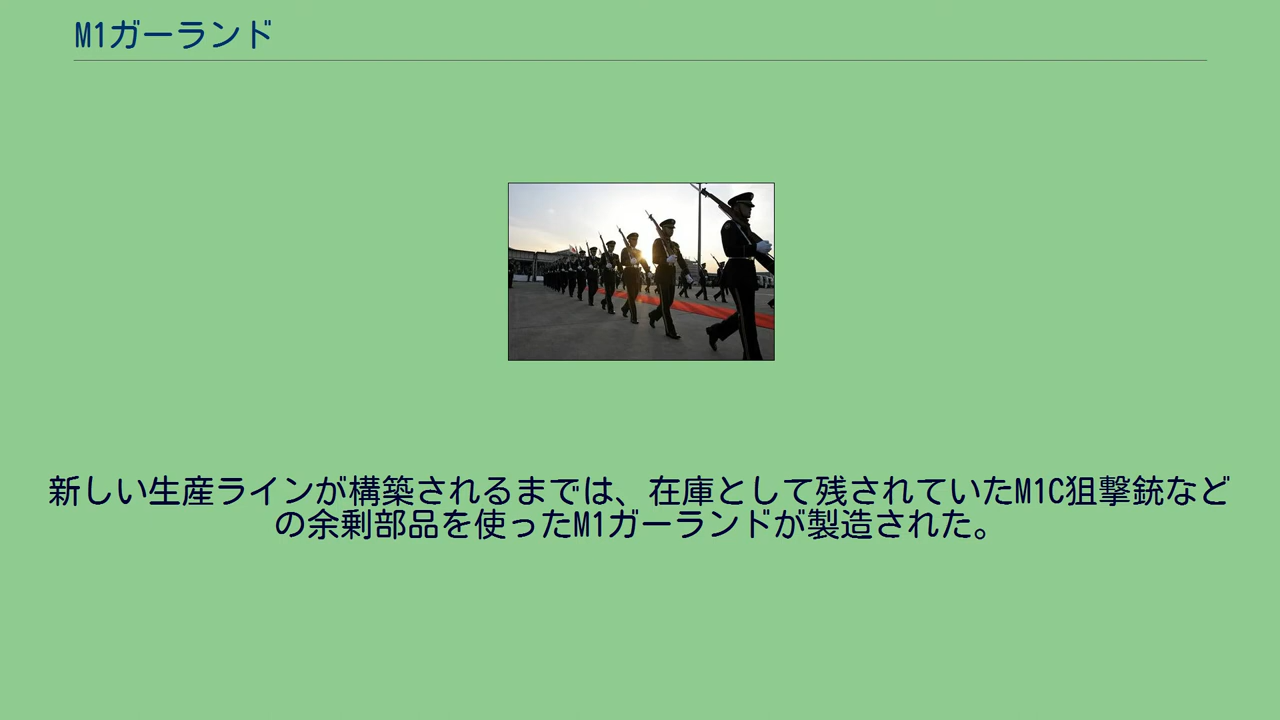 M1ガーランド
新しい生産ラインが構築されるまでは、在庫として残されていたM1C狙撃銃など
の余剰部品を使ったM1ガーランドが製造された。